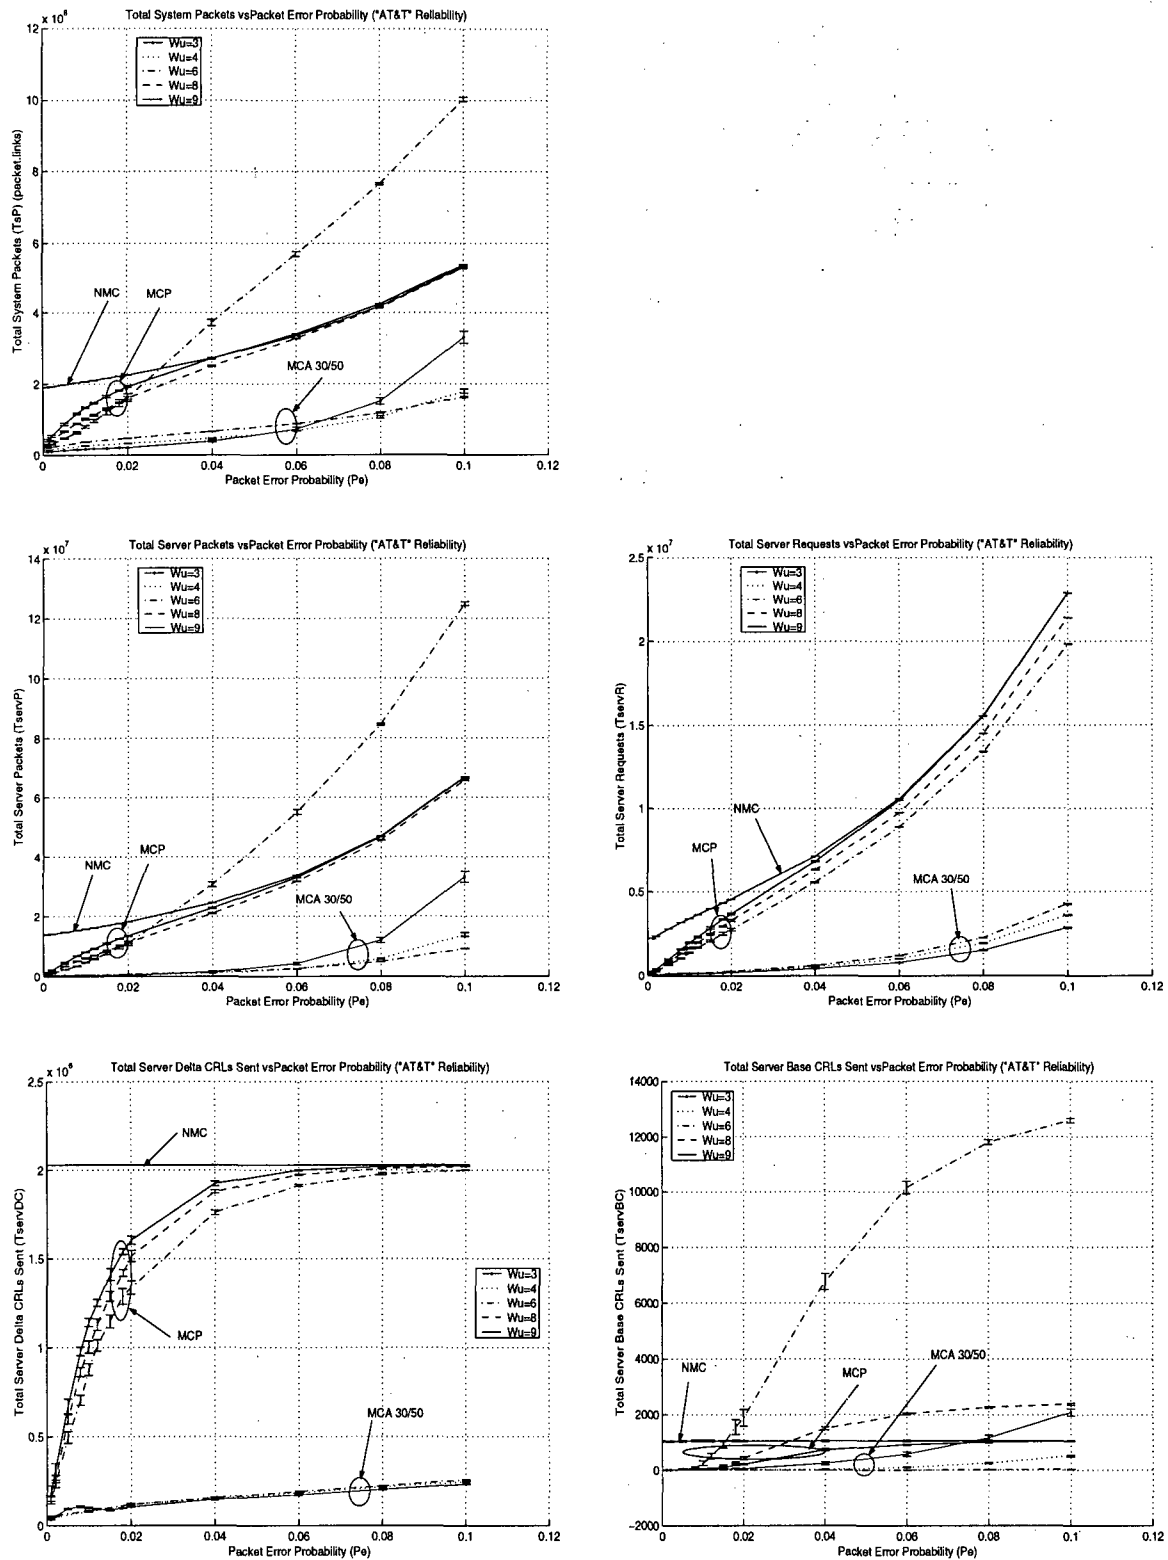 Total System Packets vsPacket Error Probability ("AT&T" Reliability)
x 10⁸
12
10
8
6
4
2
0
Total System Packets (TsP) (packet.links)
Wu=3
Wu=4
Wu=6
Wu=8
Wu=9
NMC
MCP
MCA 30/50
0
0.02
0.04
0.06
0.08
0.1
0.12
Packet Error Probability (Pe)
Total Server Packets vsPacket Error Probability ("AT&T" Reliability)
x 10⁷
14
12
10
8
6
4
2
0
Total Server Packets (TservP)
Wu=3
Wu=4
Wu=6
Wu=8
Wu=9
NMC
MCP
MCA 30/50
0
0.02
0.04
0.06
0.08
0.1
0.12
Packet Error Probability (Pe)
Total Server Requests vsPacket Error Probability ("AT&T" Reliability)
x 10⁷
2.5
2
1.5
1
0.5
0
Total Server Requests (TservR)
Wu=3
Wu=4
Wu=6
Wu=8
Wu=9
NMC
MCP
MCA 30/50
0
0.02
0.04
0.06
0.08
0.1
0.12
Packet Error Probability (Pe)
Total Server Delta CRLs Sent vsPacket Error Probability ("AT&T" Reliability)
x 10⁶
2.5
2
1.5
1
0.5
0
Total Server Delta CRLs Sent (TservDC)
NMC
Wu=3
Wu=4
Wu=6
Wu=8
Wu=9
MCP
MCA 30/50
0
0.02
0.04
0.06
0.08
0.1
0.12
Packet Error Probability (Pe)
Total Server Base CRLs Sent vsPacket Error Probability ("AT&T" Reliability)
14000
12000
10000
8000
6000
4000
2000
0
−2000
Total Server Base CRLs Sent (TservBC)
Wu=3
Wu=4
Wu=6
Wu=8
Wu=9
NMC
MCP
MCA 30/50
0
0.02
0.04
0.06
0.08
0.1
0.12
Packet Error Probability (Pe)